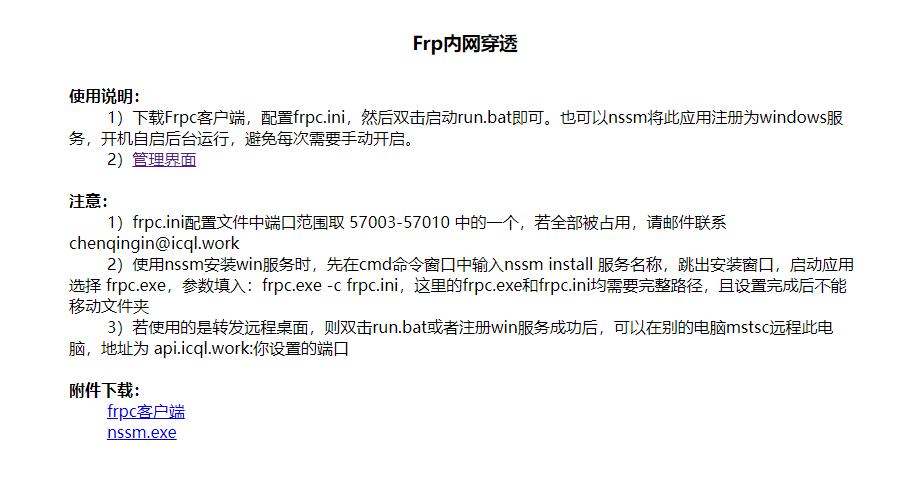 Frp内网穿透
使用说明：
1）下载Frpc客户端，配置frpc.ini，然后双击启动run.bat即可。也可以nssm将此应用注册为windows服
务，开机自启后台运行，避免每次需要手动开启。
2）管理界面
注意：
1）frpc.ini配置文件中端口范围取 57003-57010 中的一个，若全部被占用，请邮件联系
chenqingin@icql.work
2）使用nssm安装win服务时，先在cmd命令窗口中输入nssm install 服务名称，跳出安装窗口，启动应用
选择 frpc.exe，参数填入：frpc.exe -c frpc.ini，这里的frpc.exe和frpc.ini均需要完整路径，且设置完成后不能
移动文件夹
3）若使用的是转发远程桌面，则双击run.bat或者注册win服务成功后，可以在别的电脑mstsc远程此电
脑，地址为 api.icql.work:你设置的端口
附件下载：
frpc客户端
nssm.exe